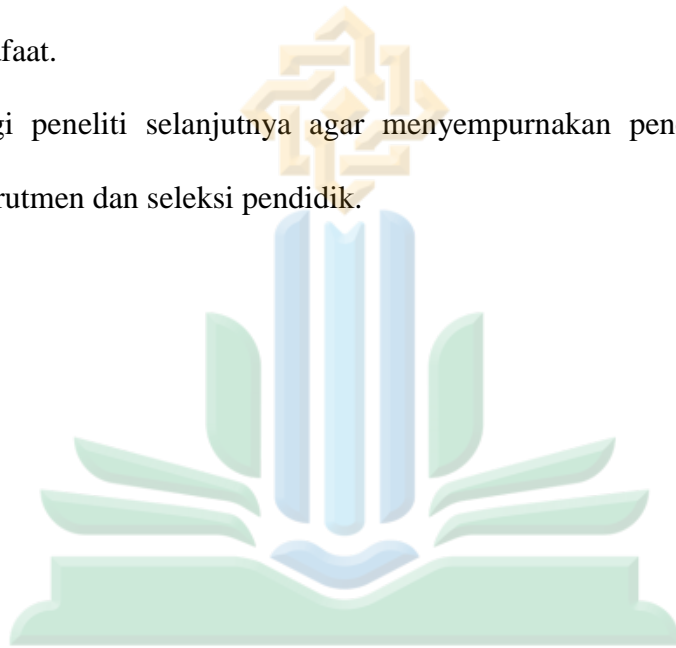 faat.
gi peneliti selanjutnya agar menyempurnakan pen
rutmen dan seleksi pendidik.